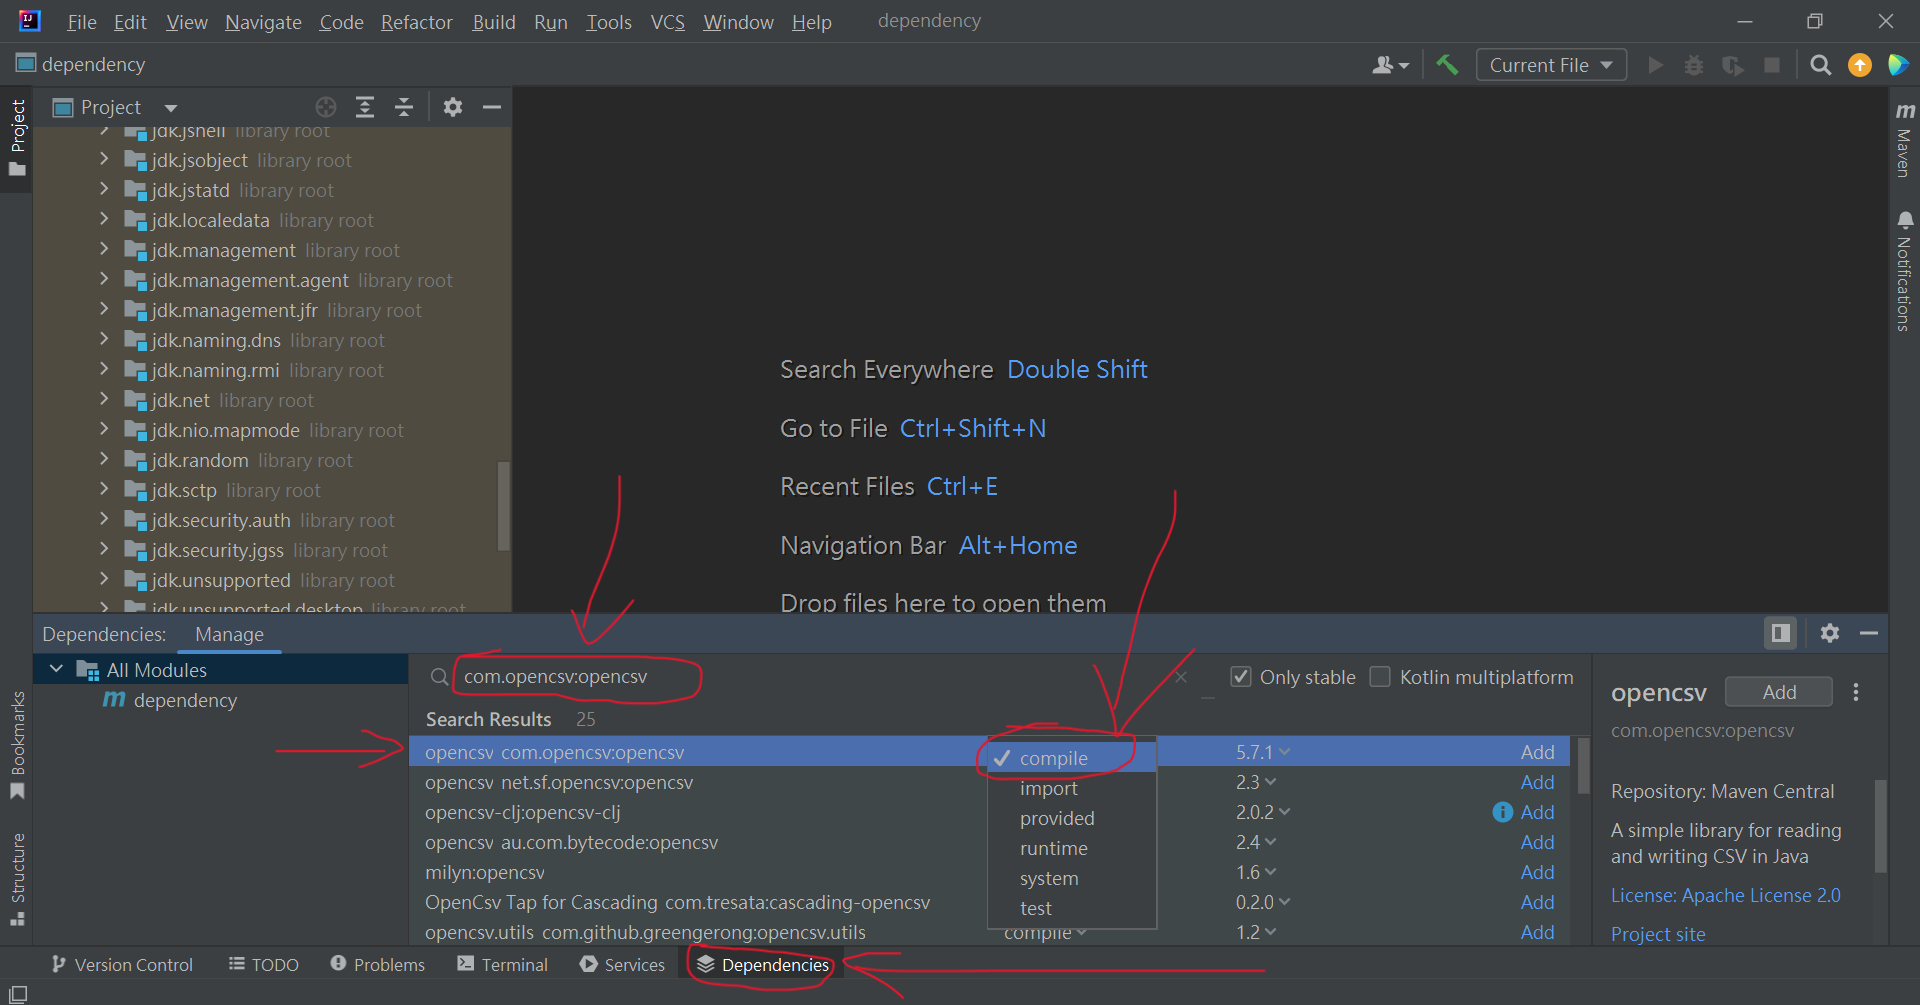 File Edit View Navigate Code Refactor Build Run Tools VCS Window Help dependency
dependency
Current File
Project
Project
jdk.jshell library root
jdk.jsobject library root
jdk.jstatd library root
jdk.localedata library root
jdk.management library root
jdk.management.agent library root
jdk.management.jfr library root
jdk.naming.dns library root
jdk.naming.rmi library root
jdk.net library root
jdk.nio.mapmode library root
jdk.random library root
jdk.sctp library root
jdk.security.auth library root
jdk.security.jgss library root
jdk.unsupported library root
jdk.unsupported.desktop library root
Search Everywhere Double Shift
Go to File Ctrl+Shift+N
Recent Files Ctrl+E
Navigation Bar Alt+Home
Drop files here to open them
m Maven
Notifications
Dependencies: Manage
All Modules
m dependency
Bookmarks
Structure
com.opencsv:opencsv
Only stable Kotlin multiplatform
Search Results 25
opencsv com.opencsv:opencsv 5.7.1 Add
opencsv net.sf.opencsv:opencsv 2.3 Add
opencsv-clj:opencsv-clj 2.0.2 Add
opencsv au.com.bytecode:opencsv 2.4 Add
milyn:opencsv 1.6 Add
OpenCsv Tap for Cascading com.tresata:cascading-opencsv 0.2.0 Add
opencsv.utils com.github.greengerong:opencsv.utils compile 1.2 Add
compile
import
provided
runtime
system
test
opencsv Add
com.opencsv:opencsv
Repository: Maven Central
A simple library for reading
and writing CSV in Java
License: Apache License 2.0
Project site
Version Control TODO Problems Terminal Services Dependencies